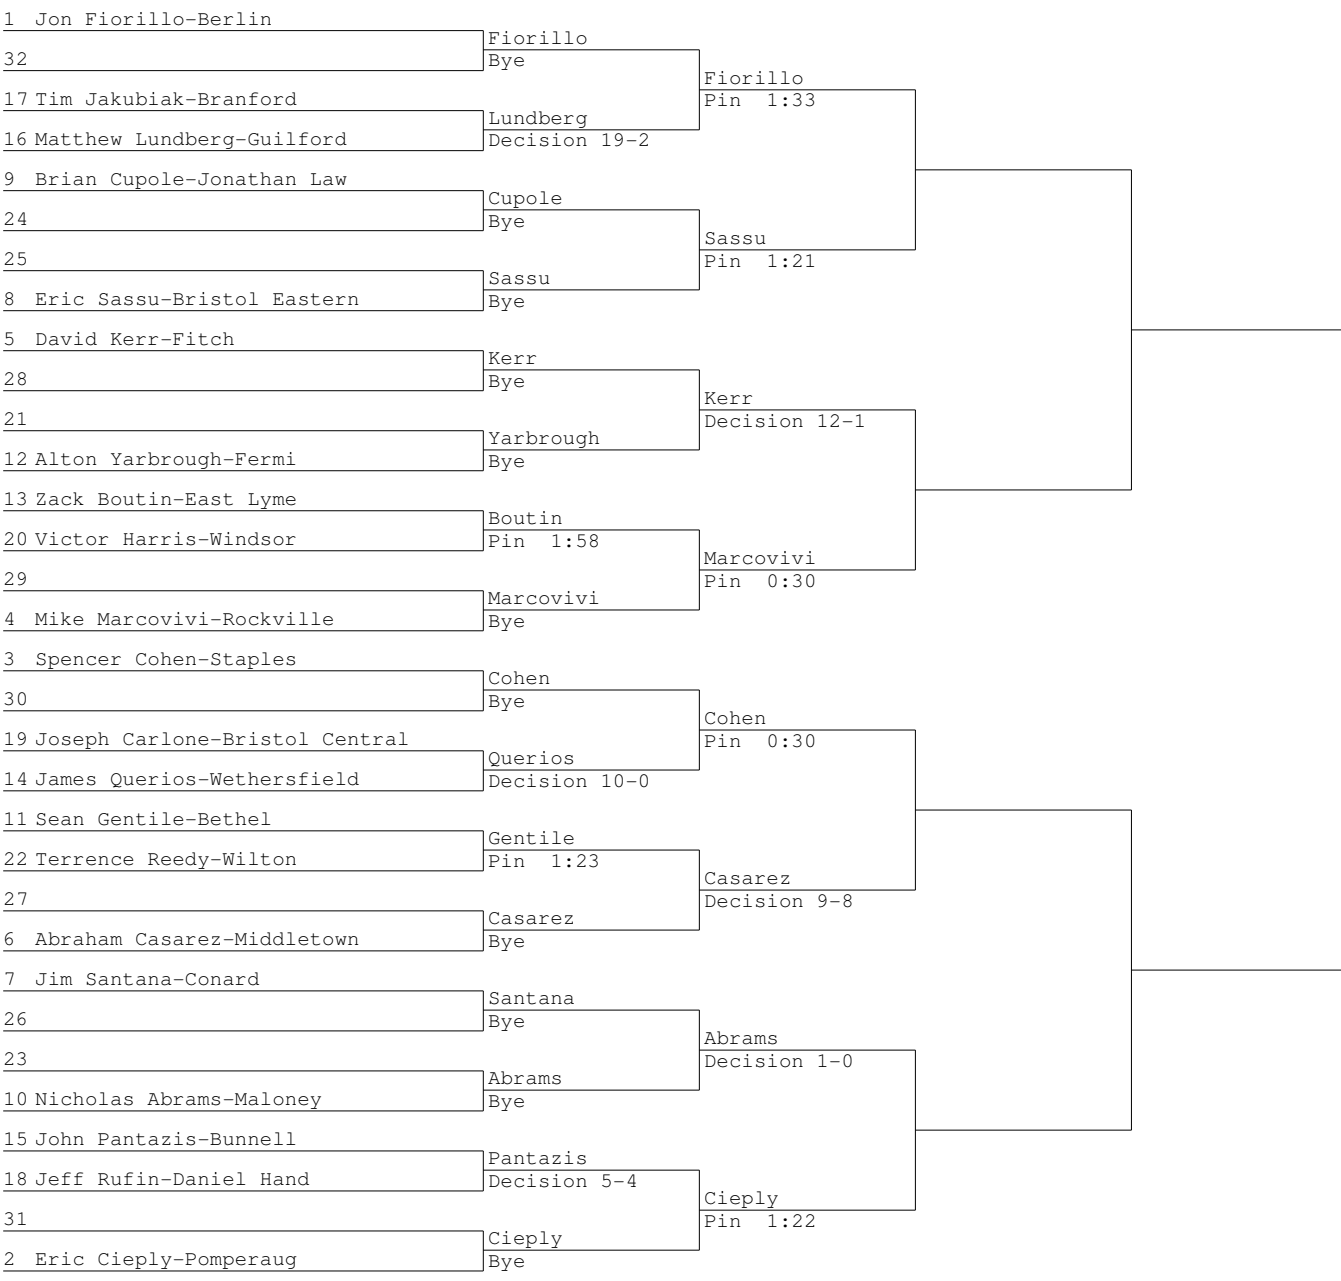 1 Jon Fiorillo-Berlin
32
17 Tim Jakubiak-Branford
16 Matthew Lundberg-Guilford
9 Brian Cupole-Jonathan Law
24
25
8 Eric Sassu-Bristol Eastern
5 David Kerr-Fitch
28
21
12 Alton Yarbrough-Fermi
13 Zack Boutin-East Lyme
20 Victor Harris-Windsor
29
4 Mike Marcovivi-Rockville
3 Spencer Cohen-Staples
30
19 Joseph Carlone-Bristol Central
14 James Querios-Wethersfield
11 Sean Gentile-Bethel
22 Terrence Reedy-Wilton
27
6 Abraham Casarez-Middletown
7 Jim Santana-Conard
26
23
10 Nicholas Abrams-Maloney
15 John Pantazis-Bunnell
18 Jeff Rufin-Daniel Hand
31
2 Eric Cieply-Pomperaug
Fiorillo
Bye
Lundberg
Decision 19-2
Cupole
Bye
Sassu
Bye
Kerr
Bye
Yarbrough
Bye
Boutin
Pin 1:58
Marcovivi
Bye
Cohen
Bye
Querios
Decision 10-0
Gentile
Pin 1:23
Casarez
Bye
Santana
Bye
Abrams
Bye
Pantazis
Decision 5-4
Cieply
Bye
Fiorillo
Pin 1:33
Sassu
Pin 1:21
Kerr
Decision 12-1
Marcovivi
Pin 0:30
Cohen
Pin 0:30
Casarez
Decision 9-8
Abrams
Decision 1-0
Cieply
Pin 1:22